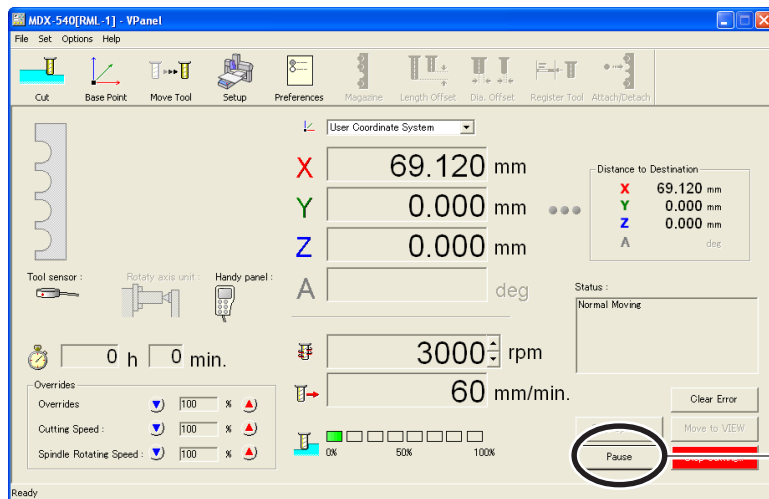 MDX-540[RML-1] - VPanel
File Set Options Help
Cut Base Point Move Tool Setup Preferences Magazine Length Offset Dia. Offset Register Tool Attach/Detach
User Coordinate System
X 69.120 mm
Y 0.000 mm
Z 0.000 mm
A deg
Distance to Destination
X 69.120 mm
Y 0.000 mm
Z 0.000 mm
A deg
Tool sensor : Rotaty axis unit : Handy panel :
Status :
Normal Moving
0 h 0 min.
3000 rpm
60 mm/min.
0% 50% 100%
Overrides
Overrides 100 %
Cutting Speed : 100 %
Spindle Rotating Speed : 100 %
Clear Error
Move to VIEW
Pause
Ready